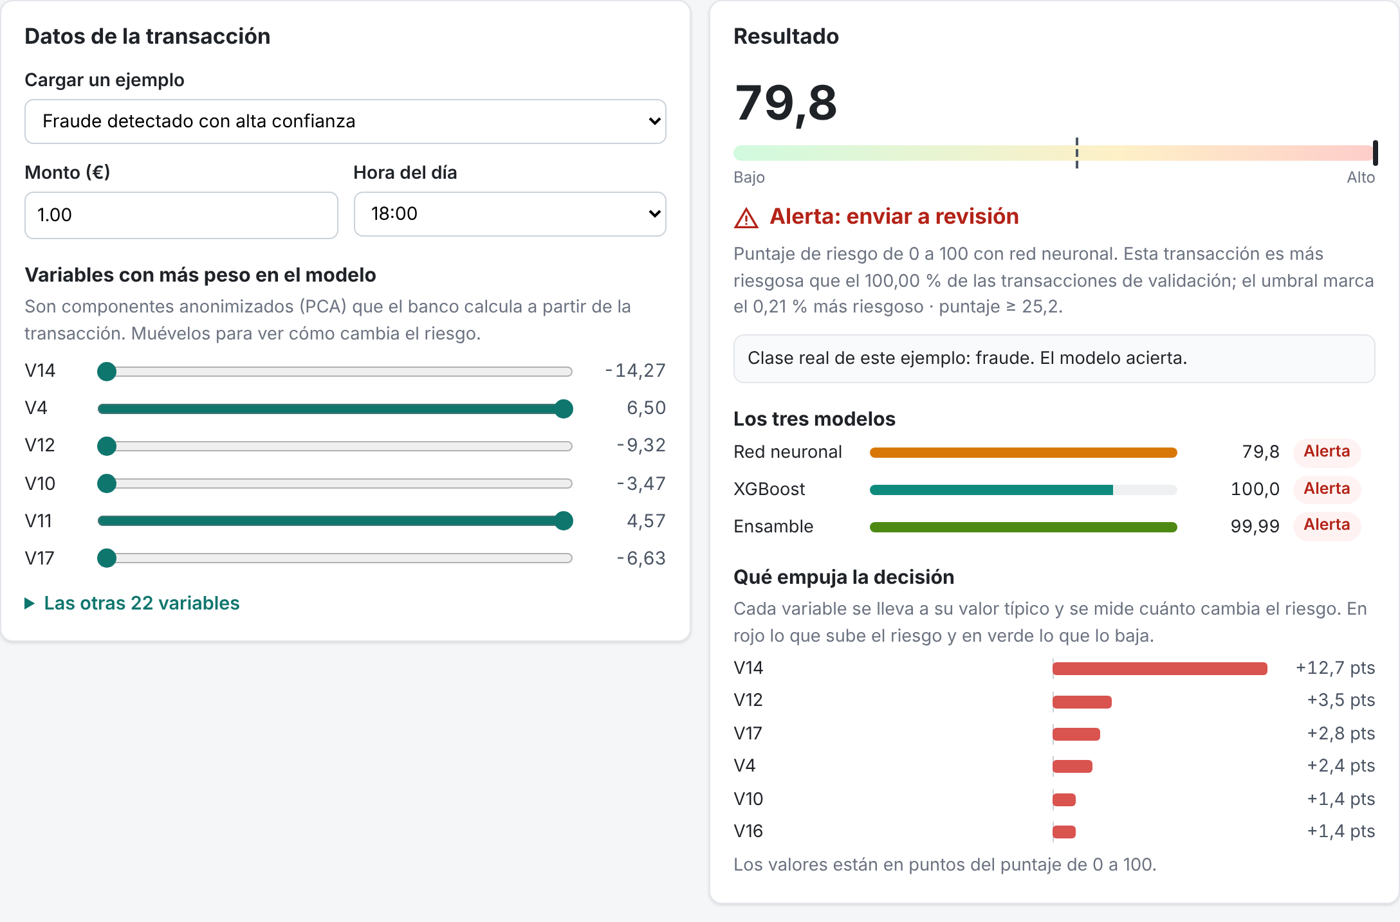 Datos de la transacción
Cargar un ejemplo
Fraude detectado con alta confianza
Monto (€)
Hora del día
1.00
18:00
Variables con más peso en el modelo
Son componentes anonimizados (PCA) que el banco calcula a partir de la
transacción. Muévelos para ver cómo cambia el riesgo.
V14 -14,27
V4 6,50
V12 -9,32
V10 -3,47
V11 4,57
V17 -6,63
Las otras 22 variables
Resultado
79,8
Bajo Alto
Alerta: enviar a revisión
Puntaje de riesgo de 0 a 100 con red neuronal. Esta transacción es más
riesgosa que el 100,00 % de las transacciones de validación; el umbral marca
el 0,21 % más riesgoso · puntaje ≥ 25,2.
Clase real de este ejemplo: fraude. El modelo acierta.
Los tres modelos
Red neuronal 79,8 Alerta
XGBoost 100,0 Alerta
Ensamble 99,99 Alerta
Qué empuja la decisión
Cada variable se lleva a su valor típico y se mide cuánto cambia el riesgo. En
rojo lo que sube el riesgo y en verde lo que lo baja.
V14 +12,7 pts
V12 +3,5 pts
V17 +2,8 pts
V4 +2,4 pts
V10 +1,4 pts
V16 +1,4 pts
Los valores están en puntos del puntaje de 0 a 100.